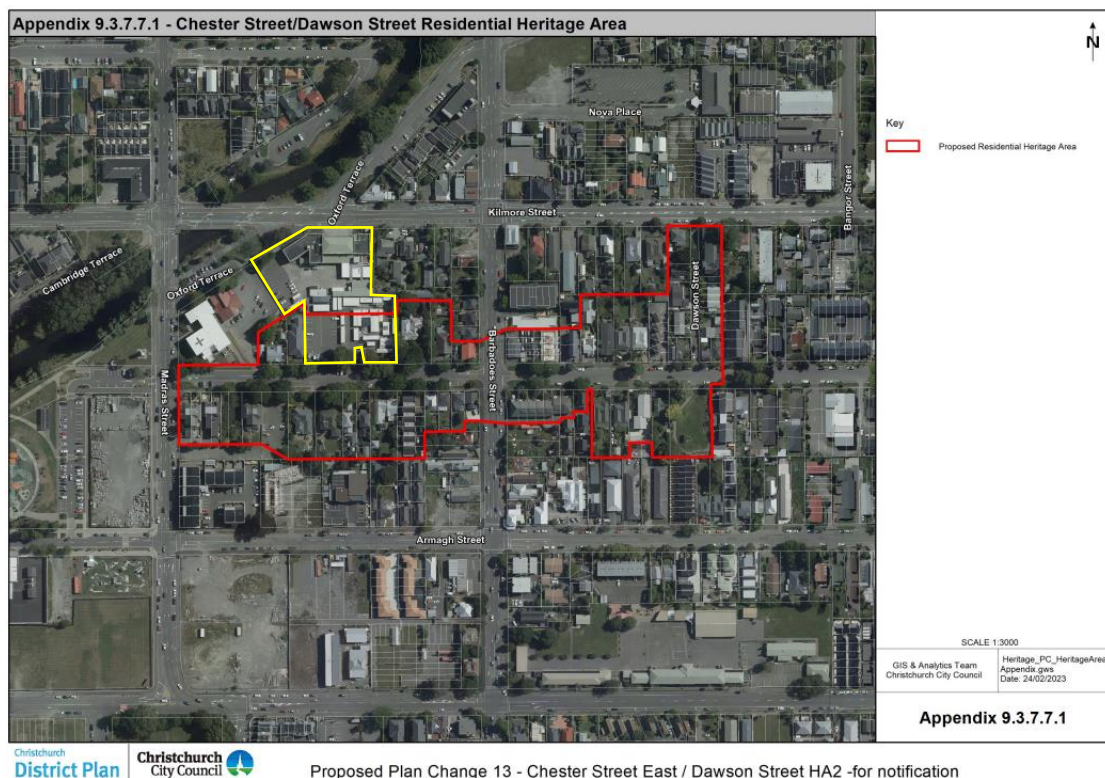 Appendix 9.3.7.7.1 - Chester Street/Dawson Street Residential Heritage Area
N
Nova Place
Key
Proposed Residential Heritage Area
Oxford Terrace
Bangor Street
Kilmore Street
Cambridge Terrace
Oxford Terrace
Dawson Street
Barbadoes Street
Madras Street
Armagh Street
SCALE 1:3000
GIS & Analytics Team
Christchurch City Council
Heritage_PC_HeritageArea
Appendix.gws
Date: 24/02/2023
Appendix 9.3.7.7.1
Christchurch
District Plan
Christchurch
City Council
Proposed Plan Change 13 - Chester Street East / Dawson Street HA2 -for notification